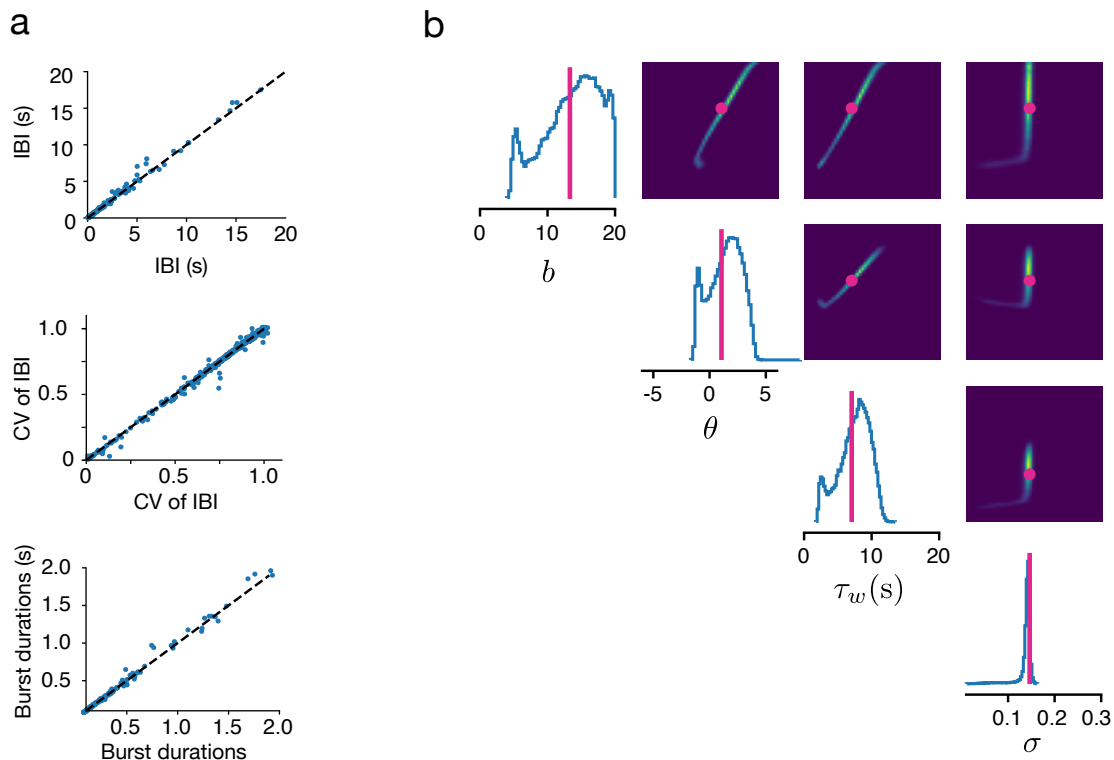 a
IBI (s)
20
15
10
5
0
0 5 10 15 20
IBI (s)
CV of IBI
1.0
0.5
0
0 0.5 1.0
CV of IBI
Burst durations (s)
2.0
1.5
1.0
0.5
0.5 1.0 1.5 2.0
Burst durations
b
0 10 20
b
-5 0 5
θ
0 10 20
τw(s)
0.1 0.2 0.3
σ